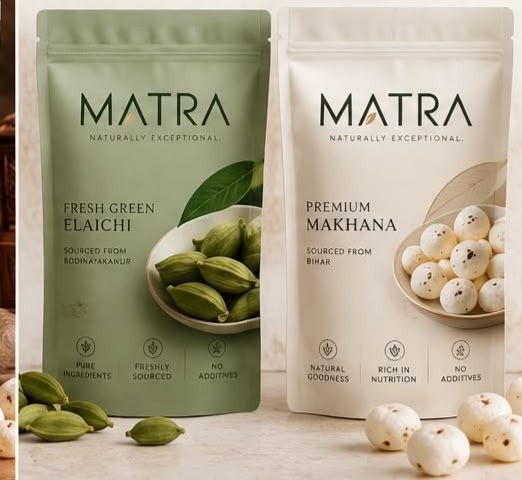 MATRA
NATURALLY EXCEPTIONAL.
FRESH GREEN
ELAICHI
SOURCED FROM
BODINAYAKANUR
PURE
INGREDIENTS
FRESHLY
SOURCED
NO
ADDITIVES
MATRA
NATURALLY EXCEPTIONAL.
PREMIUM
MAKHANA
SOURCED FROM
BIHAR
NATURAL
GOODNESS
RICH IN
NUTRITION
NO
ADDITIVES